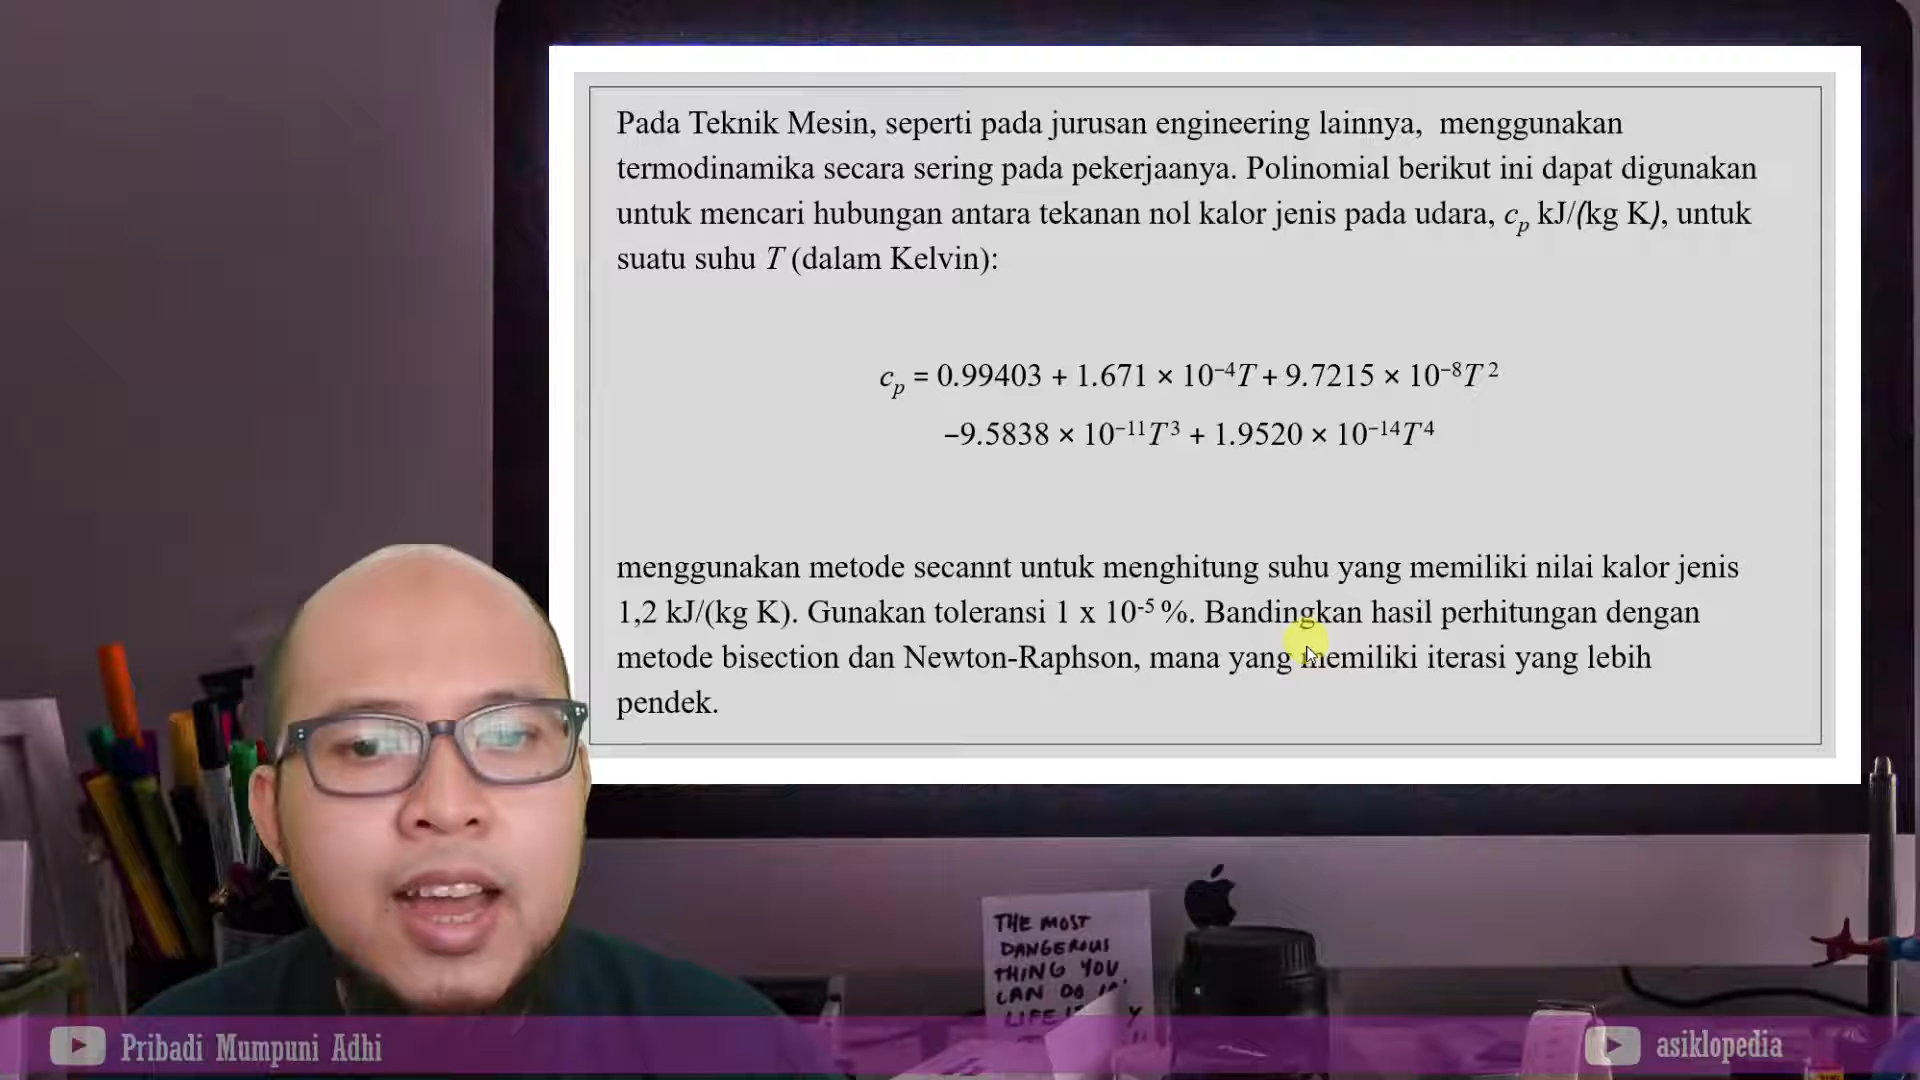 Pada Teknik Mesin, seperti pada jurusan engineering lainnya, menggunakan
termodinamika secara sering pada pekerjaanya. Polinomial berikut ini dapat digunakan
untuk mencari hubungan antara tekanan nol kalor jenis pada udara, cₚ kJ/(kg K), untuk
suatu suhu T (dalam Kelvin):
cₚ = 0.99403 + 1.671 × 10⁻⁴T + 9.7215 × 10⁻⁸T²
−9.5838 × 10⁻¹¹T³ + 1.9520 × 10⁻¹⁴T⁴
menggunakan metode secannt untuk menghitung suhu yang memiliki nilai kalor jenis
1,2 kJ/(kg K). Gunakan toleransi 1 x 10⁻⁵ %. Bandingkan hasil perhitungan dengan
metode bisection dan Newton-Raphson, mana yang memiliki iterasi yang lebih
pendek.
THE MOST
DANGEROUS
THING YOU
CAN DO
LIFE
Pribadi Mumpuni Adhi
asiklopedia